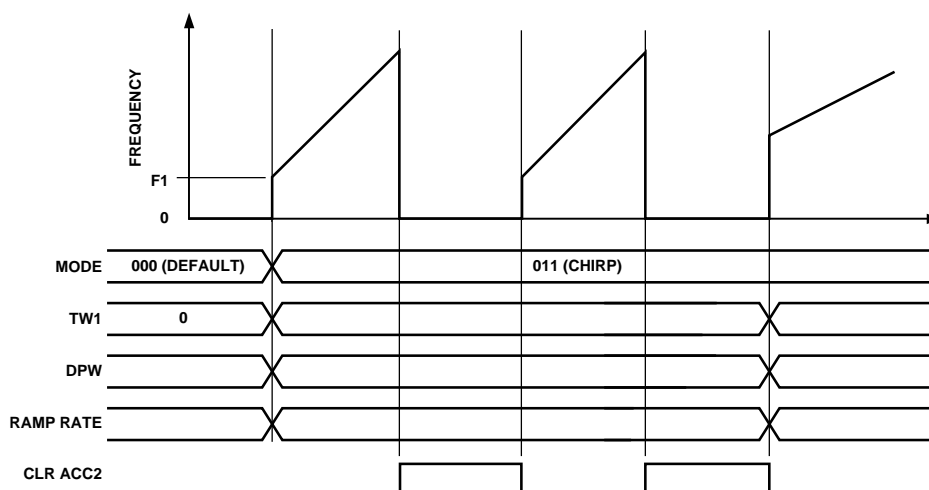 FREQUENCY
F1
0
MODE
000 (DEFAULT)
011 (CHIRP)
TW1
0
DPW
RAMP RATE
CLR ACC2